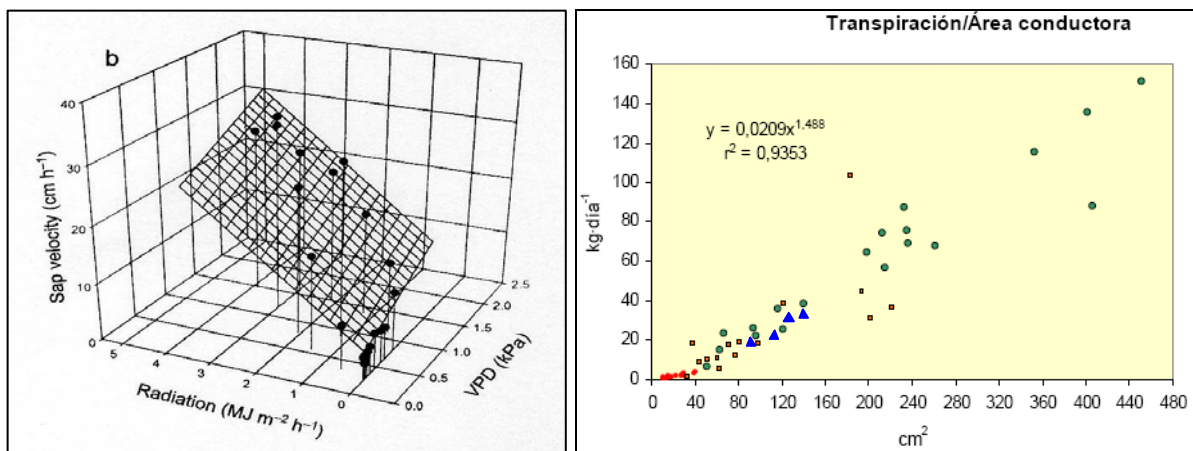 b
Sap velocity (cm h⁻¹)
40
30
20
10
0
5
4
3
2
1
0
Radiation (MJ m⁻² h⁻¹)
0.0
0.5
1.0
1.5
2.0
2.5
VPD (kPa)
Transpiración/Área conductora
kg·día⁻¹
160
140
120
100
80
60
40
20
0
y = 0,0209x^1,488
r² = 0,9353
0 40 80 120 160 200 240 280 320 360 400 440 480
cm²